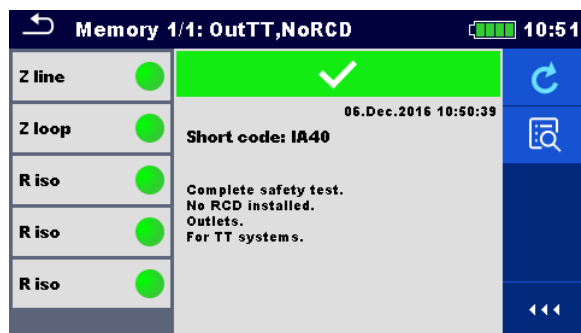 Memory 1/1: OutTT,NoRCD
10:51
Z line
Z loop
R iso
R iso
R iso
06.Dec.2016 10:50:39
Short code: IA40
Complete safety test.
No RCD installed.
Outlets.
For TT systems.